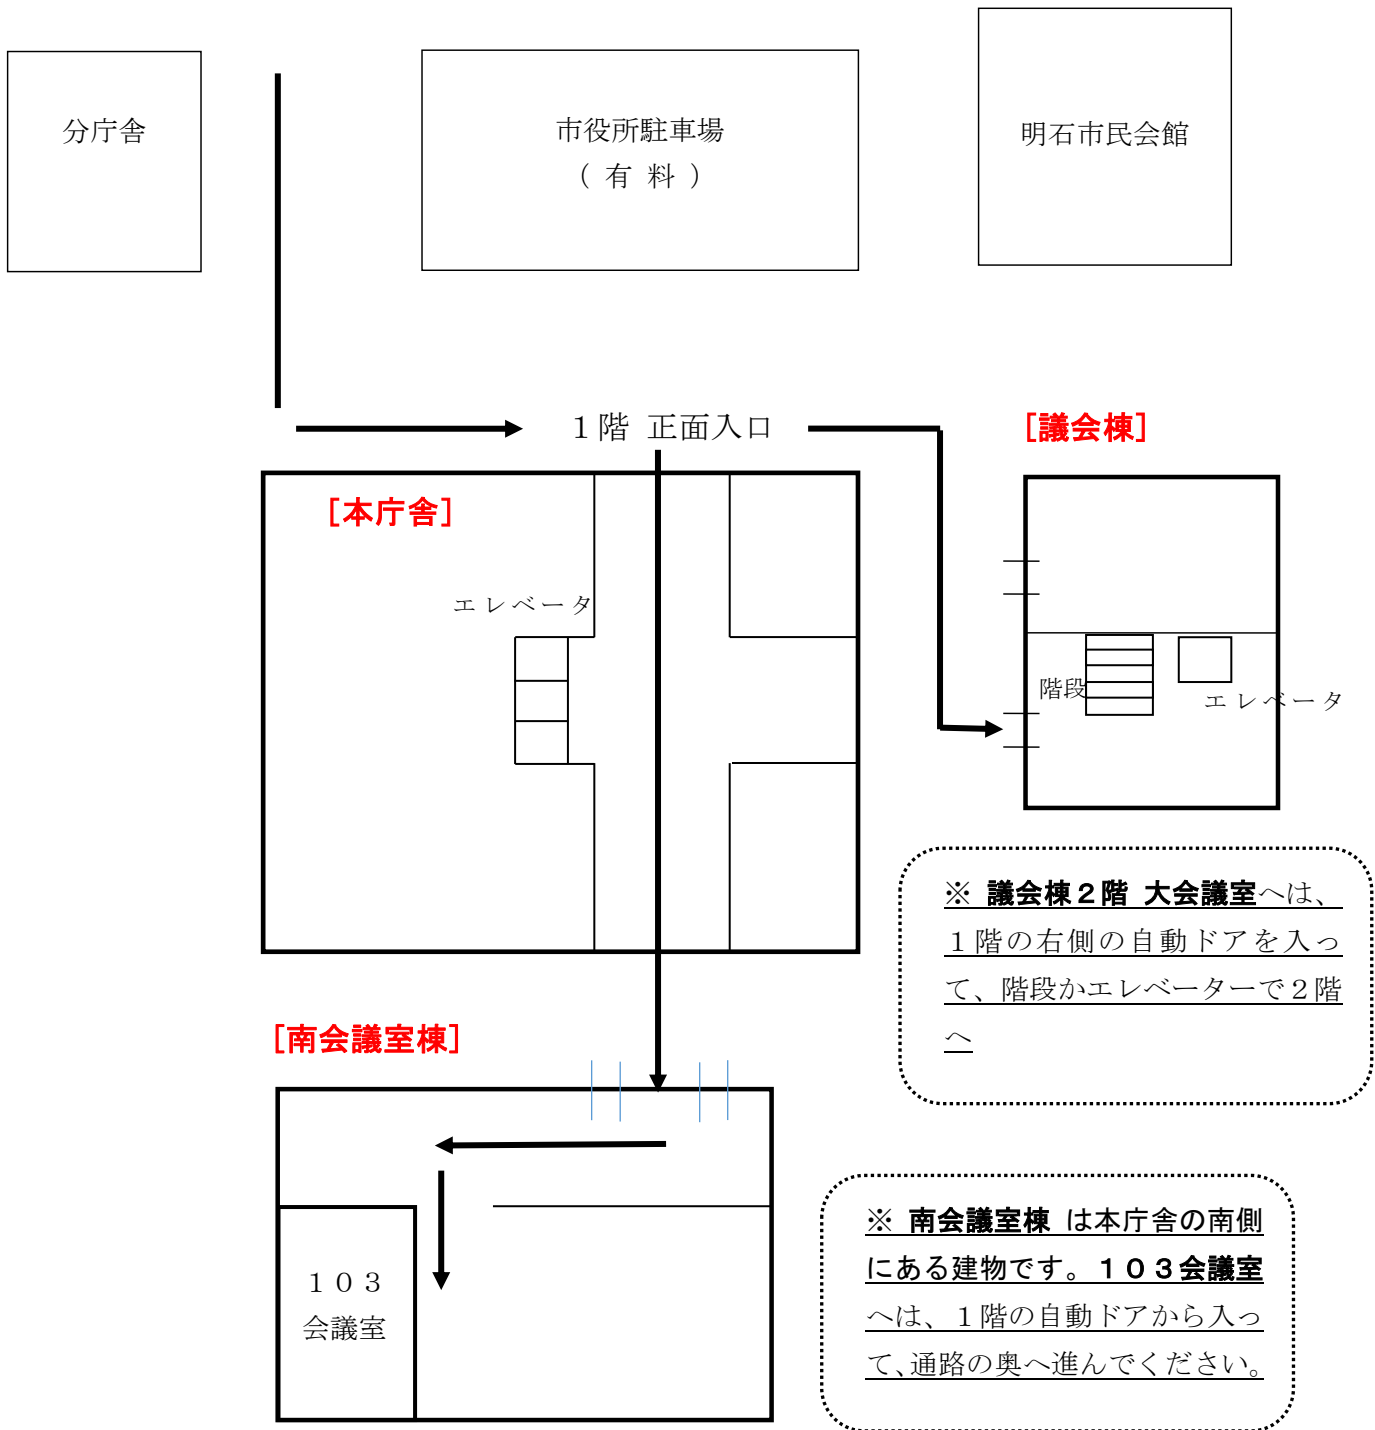 分庁舎
市役所駐車場
（ 有 料 ）
明石市民会館
１階 正面入口
［議会棟］
［本庁舎］
エレベータ
階段
エレベータ
※ 議会棟２階 大会議室へは、
１階の右側の自動ドアを入っ
て、階段かエレベーターで２階
へ
［南会議室棟］
※ 南会議室棟 は本庁舎の南側
にある建物です。１０３会議室
へは、１階の自動ドアから入っ
て、通路の奥へ進んでください。
１０３
会議室